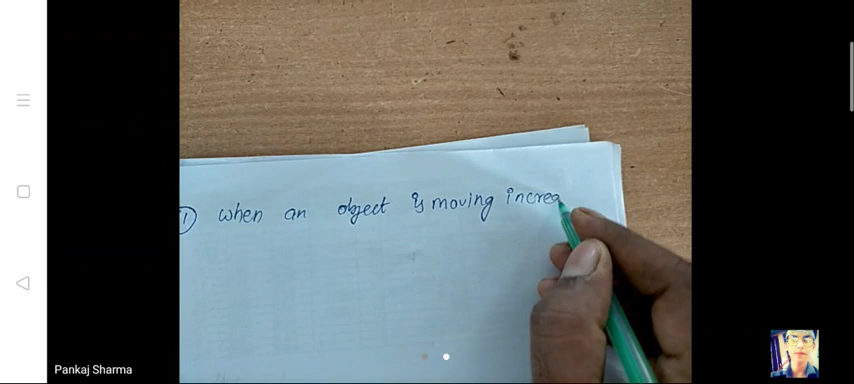 ① when an object is moving increa
Pankaj Sharma